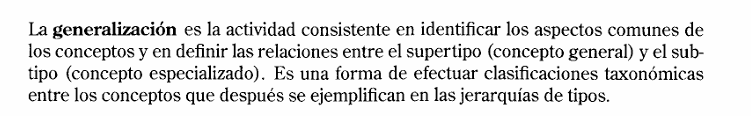 La generalización es la actividad consistente en identificar los aspectos comunes de
los conceptos y en definir las relaciones entre el supertipo (concepto general) y el sub-
tipo (concepto especializado). Es una forma de efectuar clasificaciones taxonómicas
entre los conceptos que después se ejemplifican en las jerarquías de tipos.